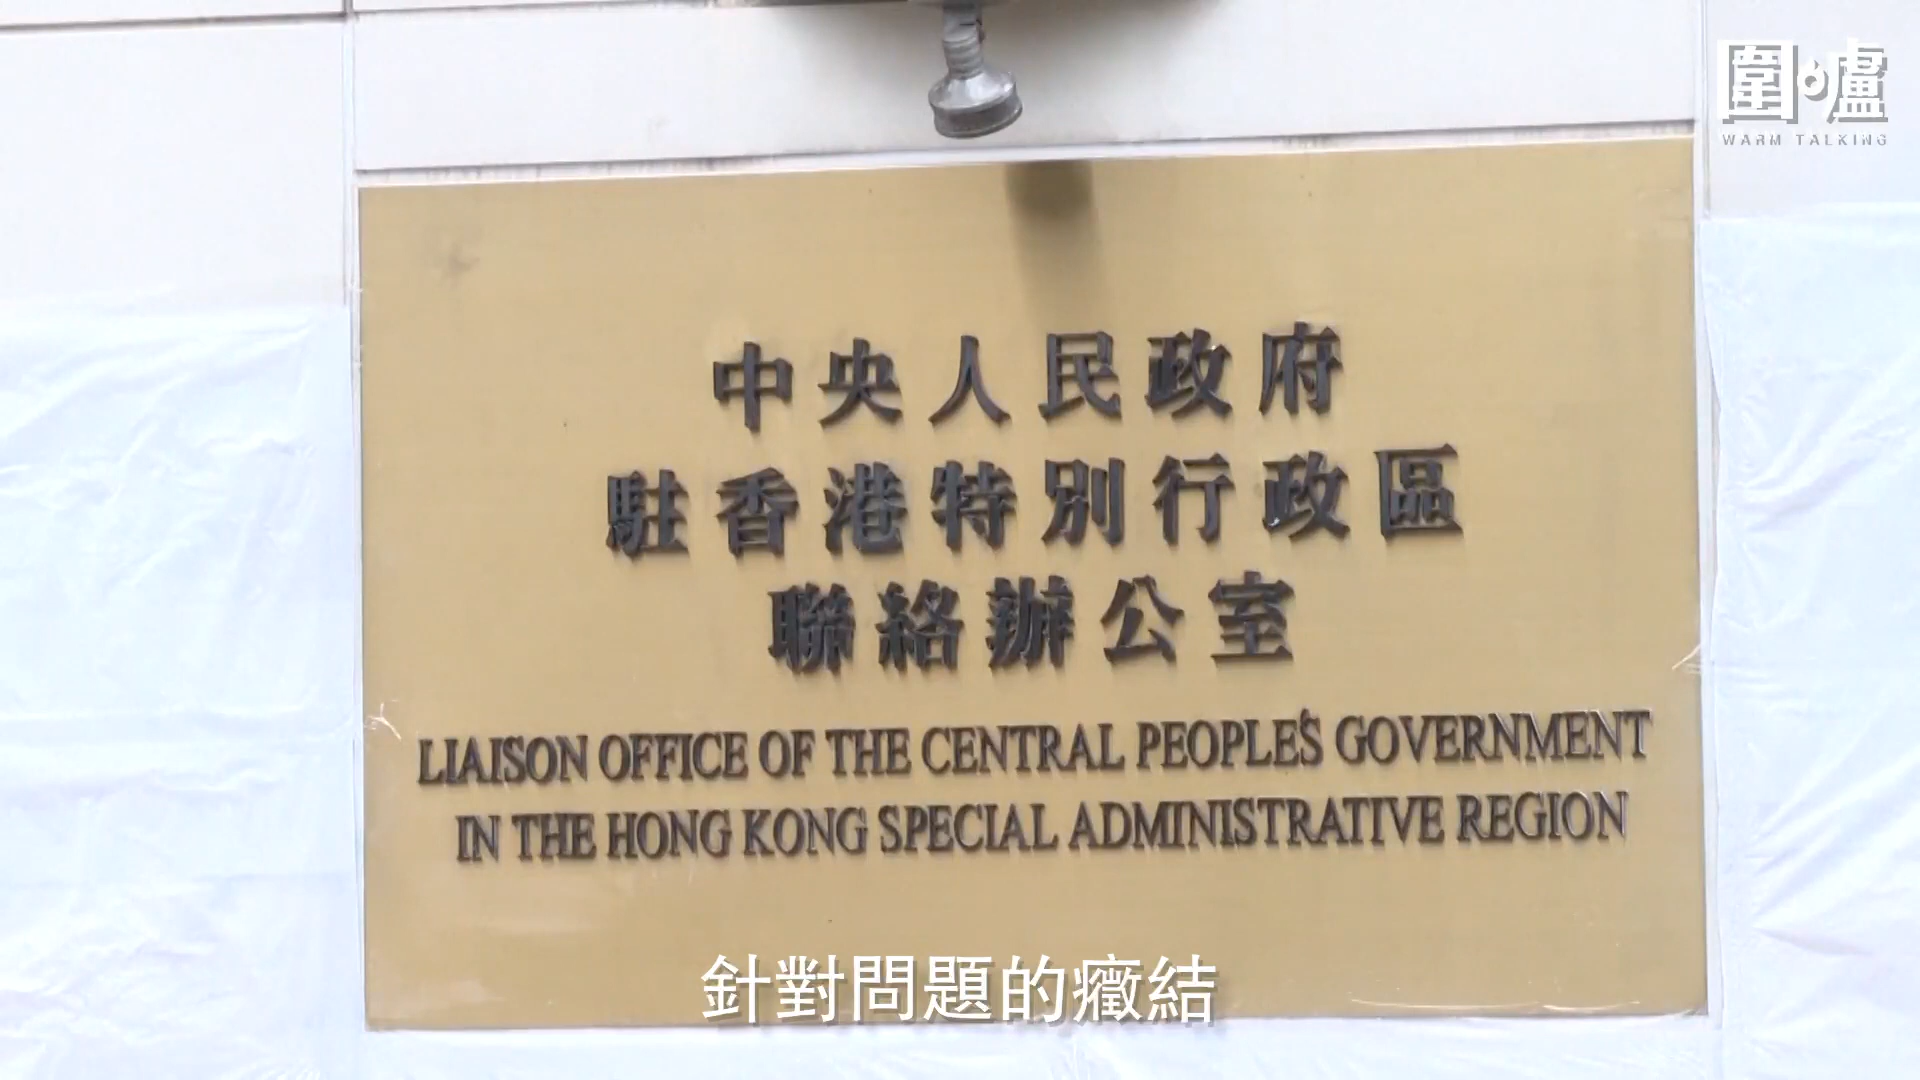 圍爐
WARM TALKING
中央人民政府
駐香港特別行政區
聯絡辦公室
LIAISON OFFICE OF THE CENTRAL PEOPLE'S GOVERNMENT
IN THE HONG KONG SPECIAL ADMINISTRATIVE REGION
針對問題的癥結